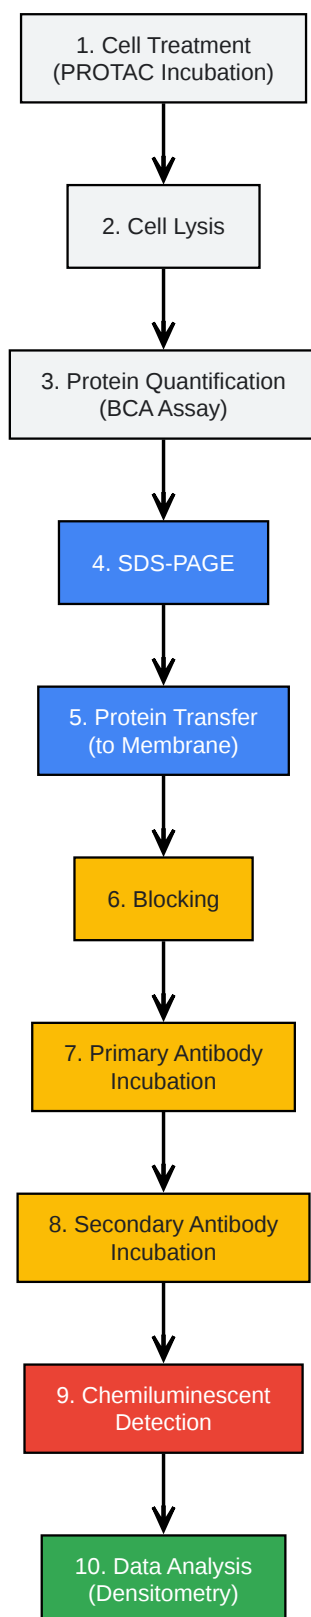 1. Cell Treatment
(PROTAC Incubation)
2. Cell Lysis
3. Protein Quantification
(BCA Assay)
4. SDS-PAGE
5. Protein Transfer
(to Membrane)
6. Blocking
7. Primary Antibody
Incubation
8. Secondary Antibody
Incubation
9. Chemiluminescent
Detection
10. Data Analysis
(Densitometry)